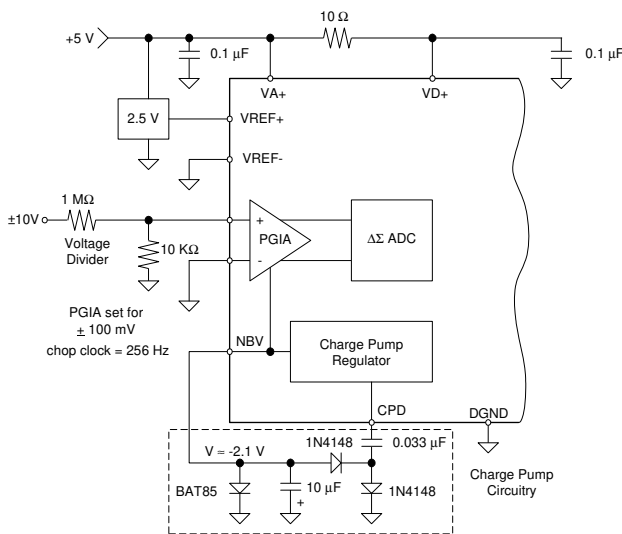 10 Ω
+5 V
0.1 µF
0.1 µF
VA+
VD+
2.5 V
VREF+
VREF-
1 MΩ
±10V
+
PGIA
-
ΔΣ ADC
Voltage
Divider
10 KΩ
PGIA set for
± 100 mV
chop clock = 256 Hz
NBV
Charge Pump
Regulator
CPD
DGND
1N4148
0.033 µF
V = -2.1 V
BAT85
10 µF
+
1N4148
Charge Pump
Circuitry